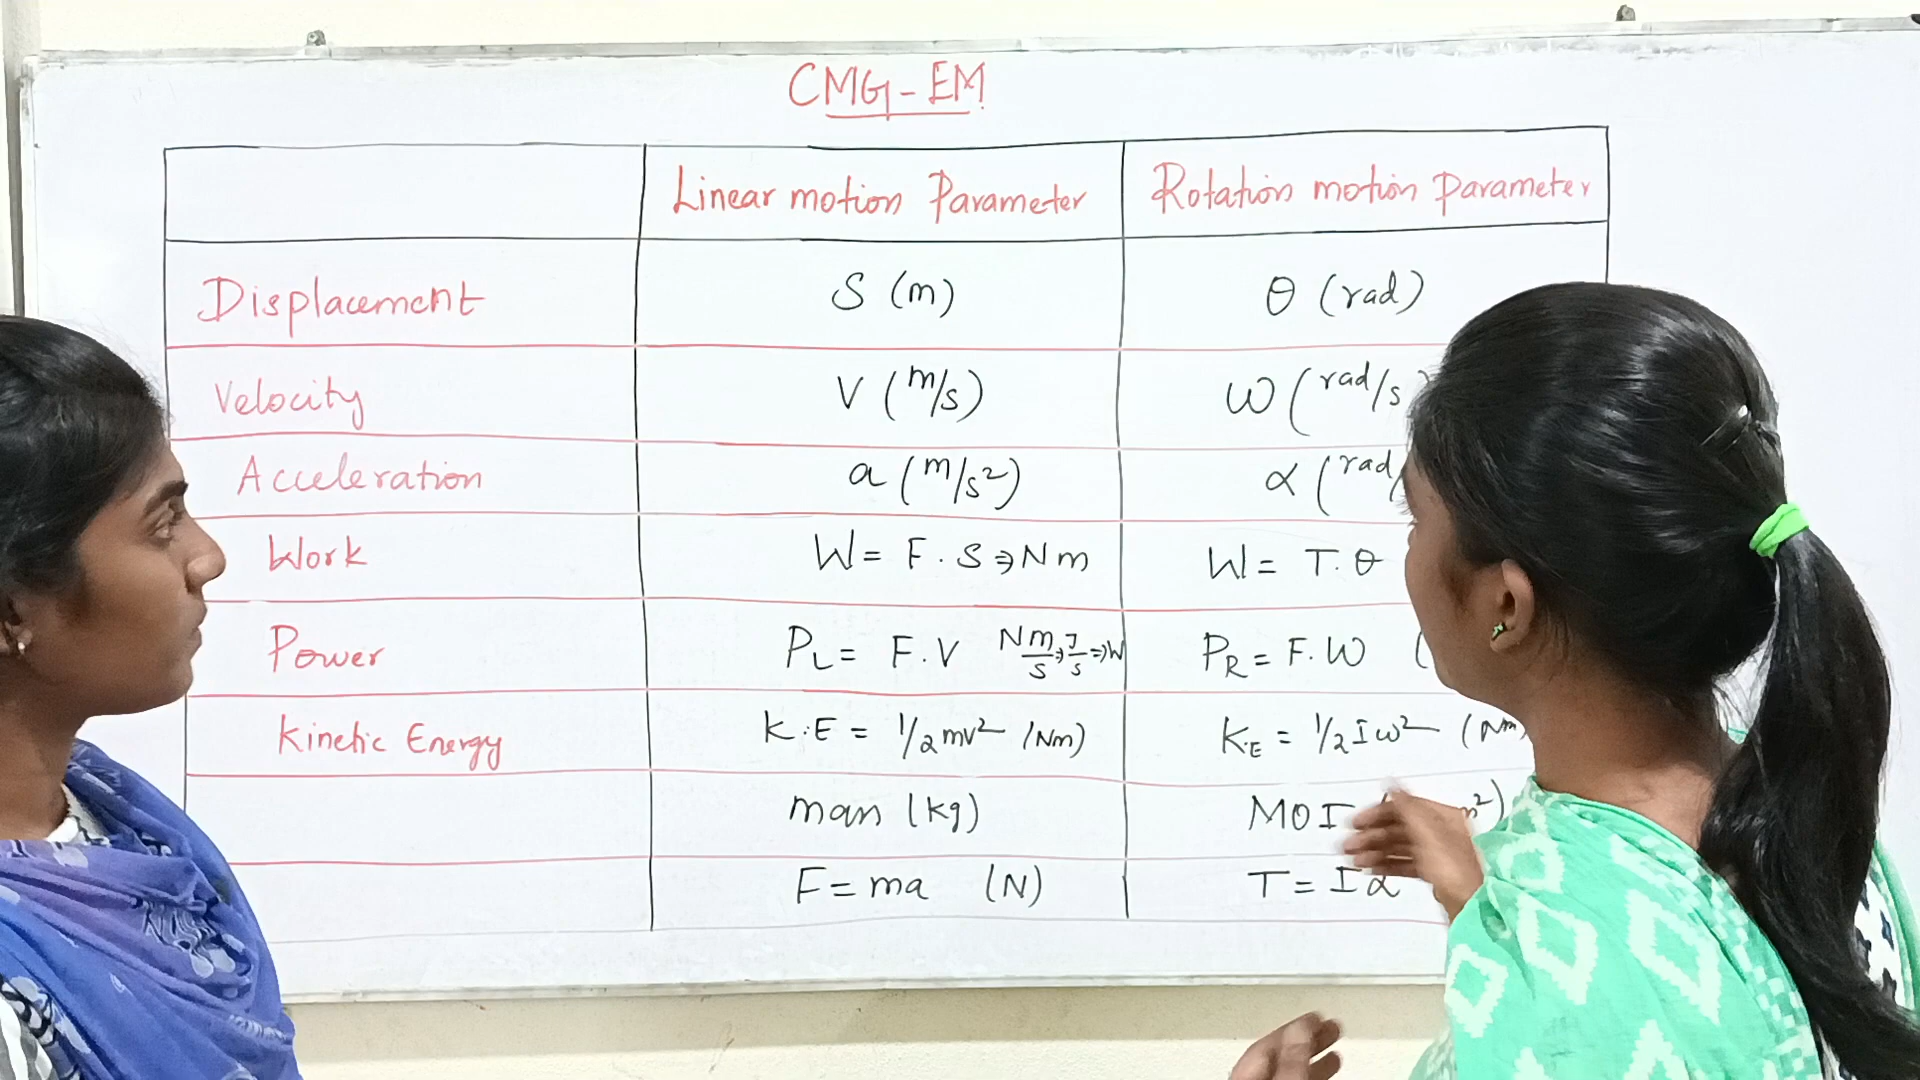 CMG-EM
Linear motion Parameter Rotation motion parameter
Displacement S (m) θ (rad)
Velocity V (m/s) ω (rad/s
Acceleration a (m/s²) α (rad/
Work W = F . S ⇒ Nm W = T. θ
Power PL = F.V Nm/s ⇒ J/s ⇒ W PR = F. W (
Kinetic Energy K.E = 1/2 mv² (Nm) KE = 1/2 Iω² (Nm
mass (kg) MOI m²)
F = ma (N) T = Iα